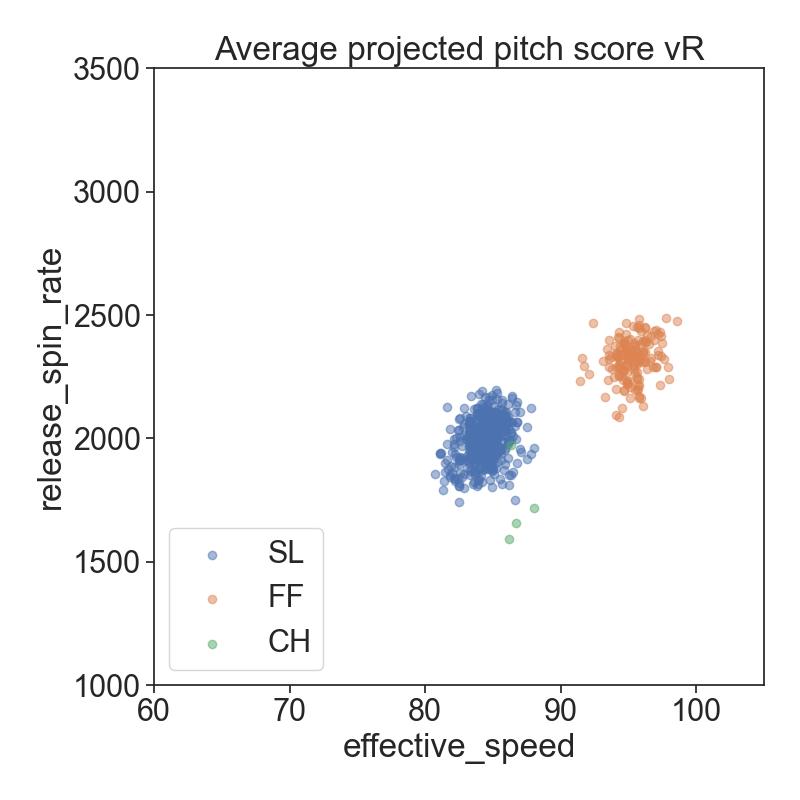 Average projected pitch score vR
3500
3000
2500
2000
1500
1000
release_spin_rate
SL
FF
CH
60
70
80
90
100
effective_speed